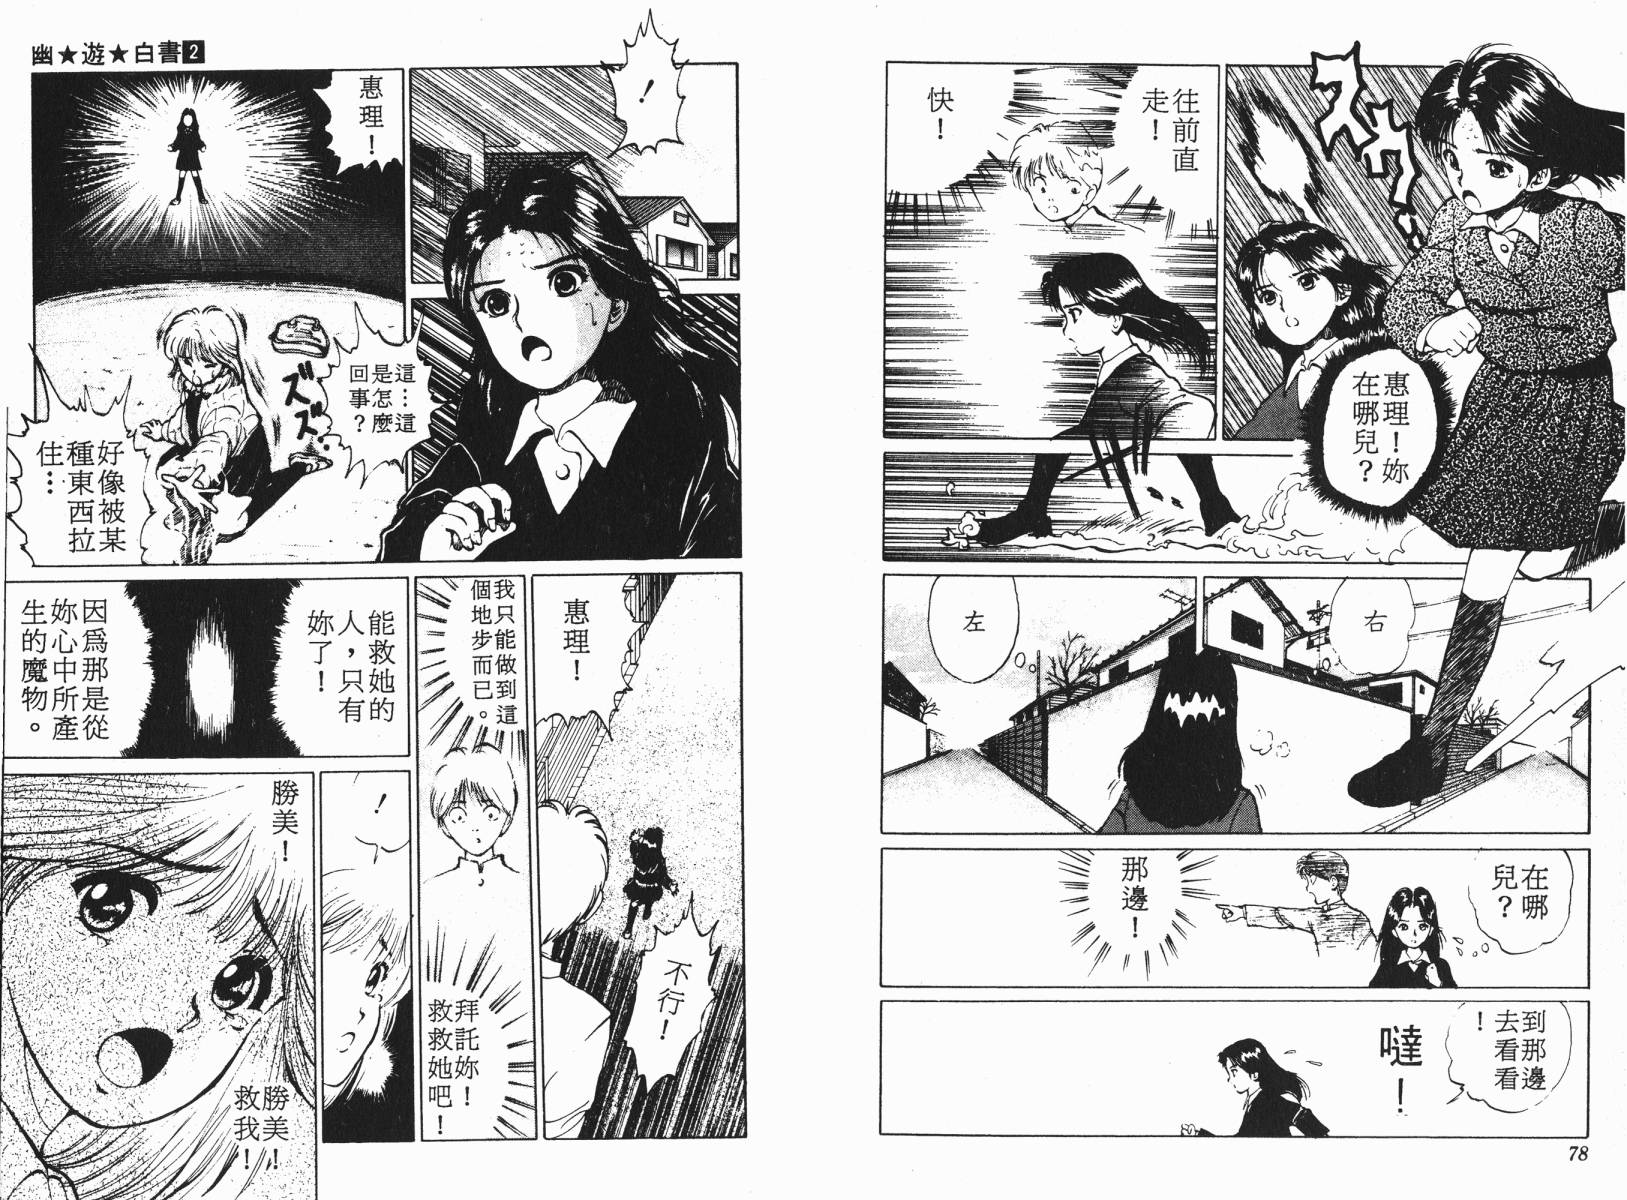 ズズッ
往前直
走！
快！
惠理！妳
在哪兒？
右
左
在哪
兒？
那邊！
到那邊
去看看
！
噠！
78
幽★遊★白書2
！
惠理！
這…這
是怎麼
回事？
ズズズ…
好像被某
種東西拉
住…
惠理！
不行！
我只能做到這
個地步而已。
拜託妳！
救救她吧！
能救她的
人，只有
妳了！
因為那是從
妳心中所產
生的魔物。
！
勝美！
勝美！
救我！